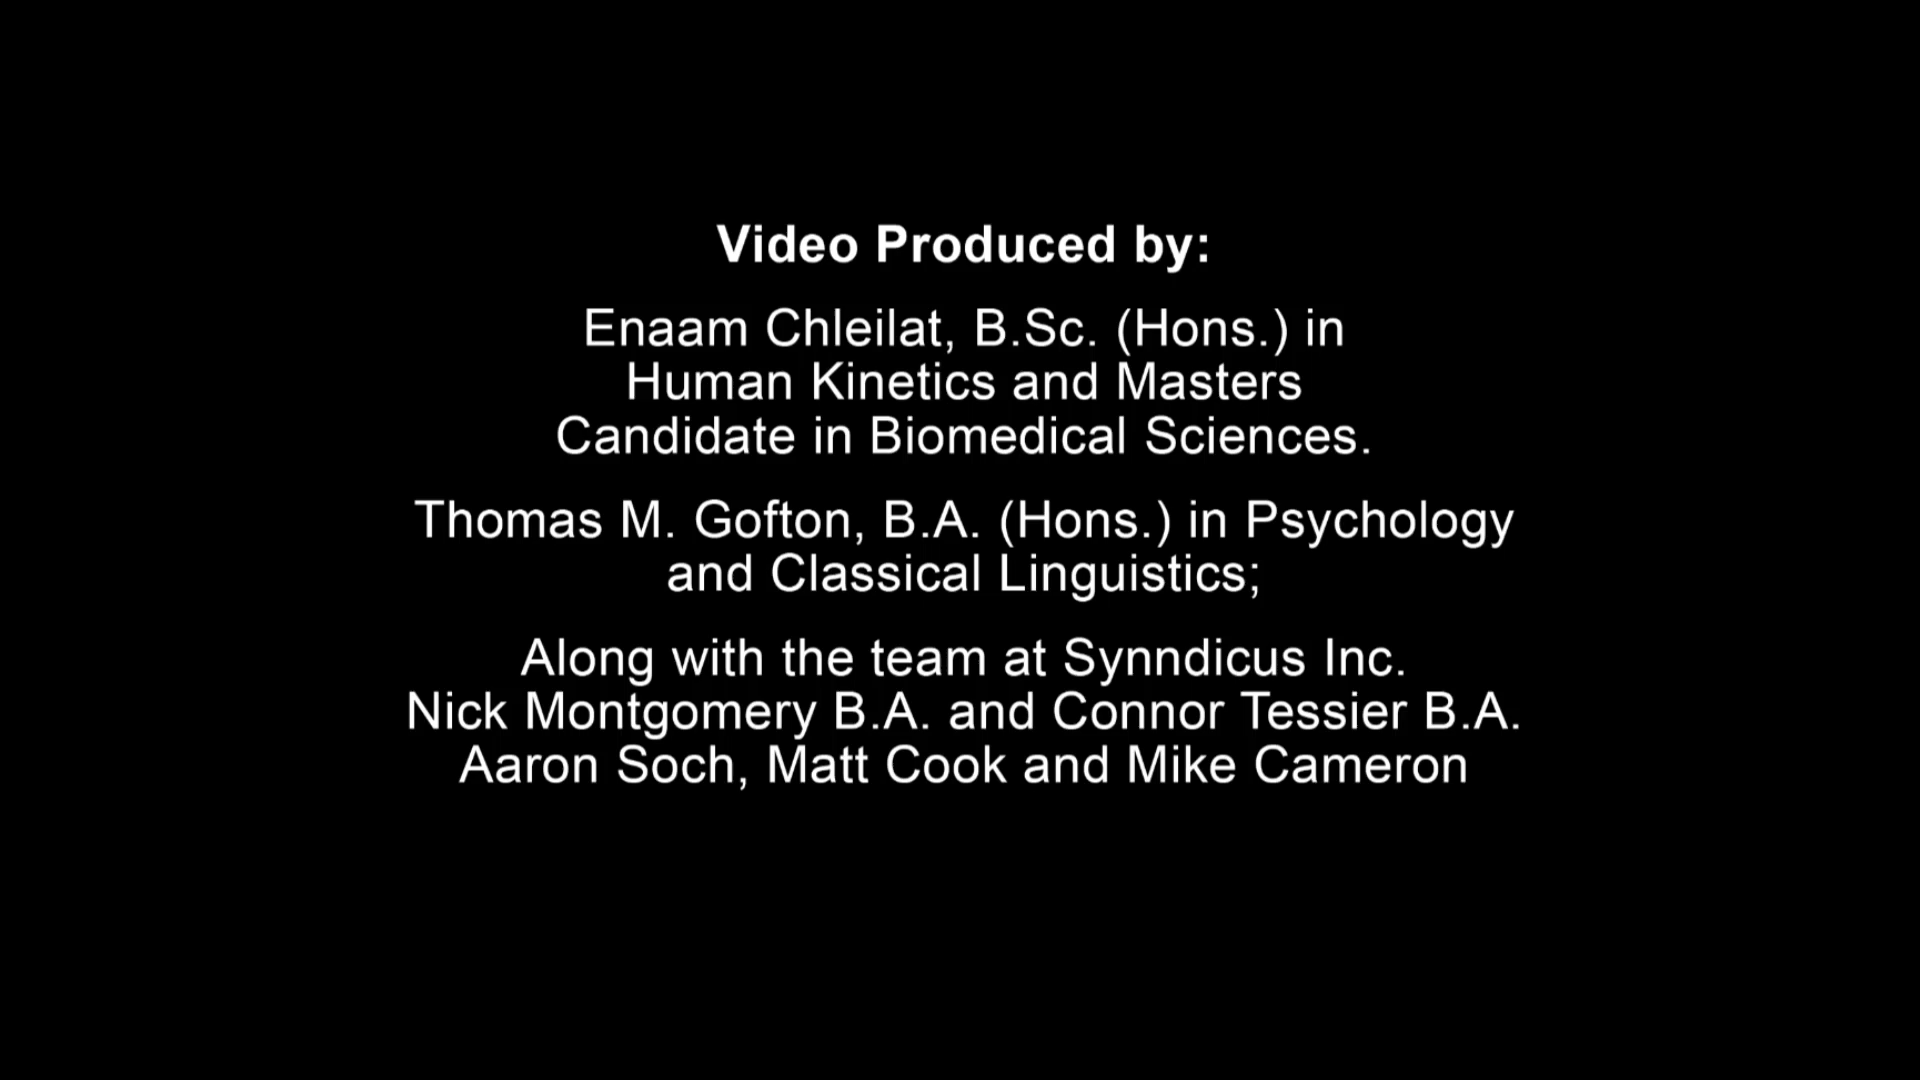 Video Produced by:
Enaam Chleilat, B.Sc. (Hons.) in
Human Kinetics and Masters
Candidate in Biomedical Sciences.
Thomas M. Gofton, B.A. (Hons.) in Psychology
and Classical Linguistics;
Along with the team at Synndicus Inc.
Nick Montgomery B.A. and Connor Tessier B.A.
Aaron Soch, Matt Cook and Mike Cameron